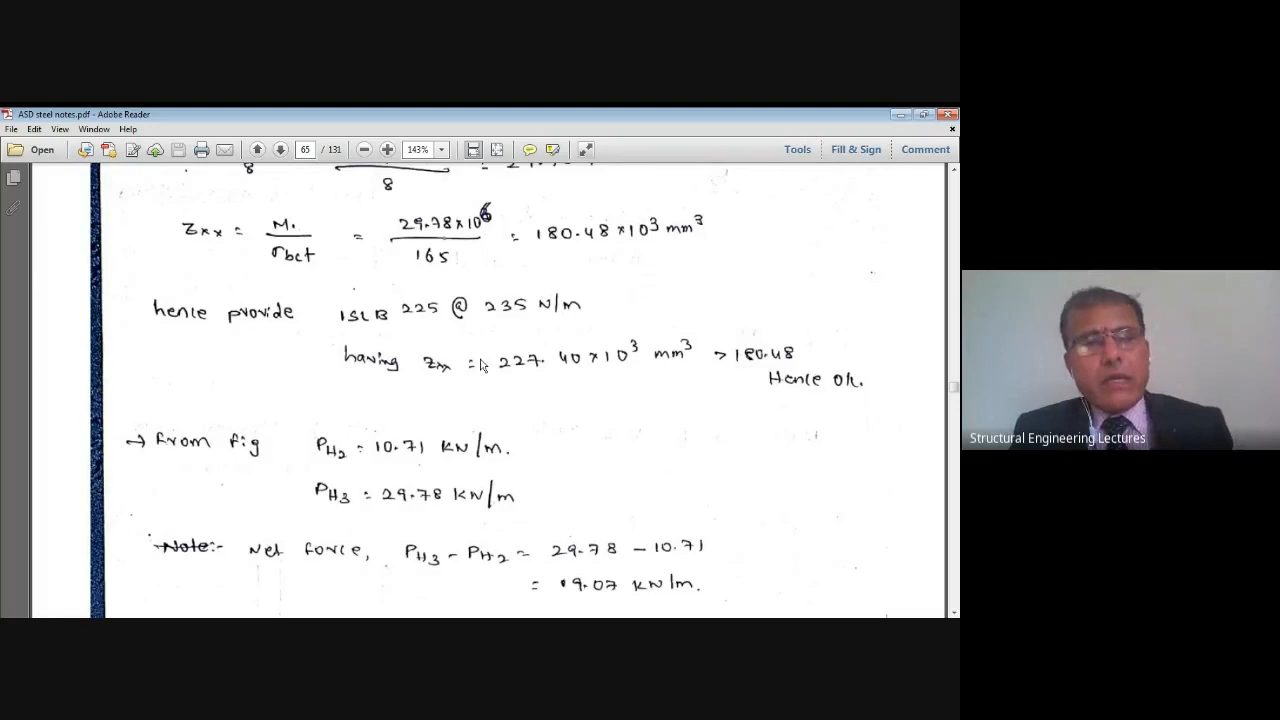 ASD steel notes.pdf - Adobe Reader
File Edit View Window Help
Open 65 / 131 143% Tools Fill & Sign Comment
8
8
Zxx = M. / σbct = 29.78×10⁶ / 165 = 180.48 × 10³ mm³
hence provide ISLB 225 @ 235 N/m
having Zxx = 227.40×10³ mm³ > 180.48
Hence OK.
→ From fig PH2 = 10.71 KN/m.
PH3 = 29.78 KN/m
Note:- Net force, PH3 - PH2 = 29.78 - 10.71
= 19.07 KN/m.
Structural Engineering Lectures